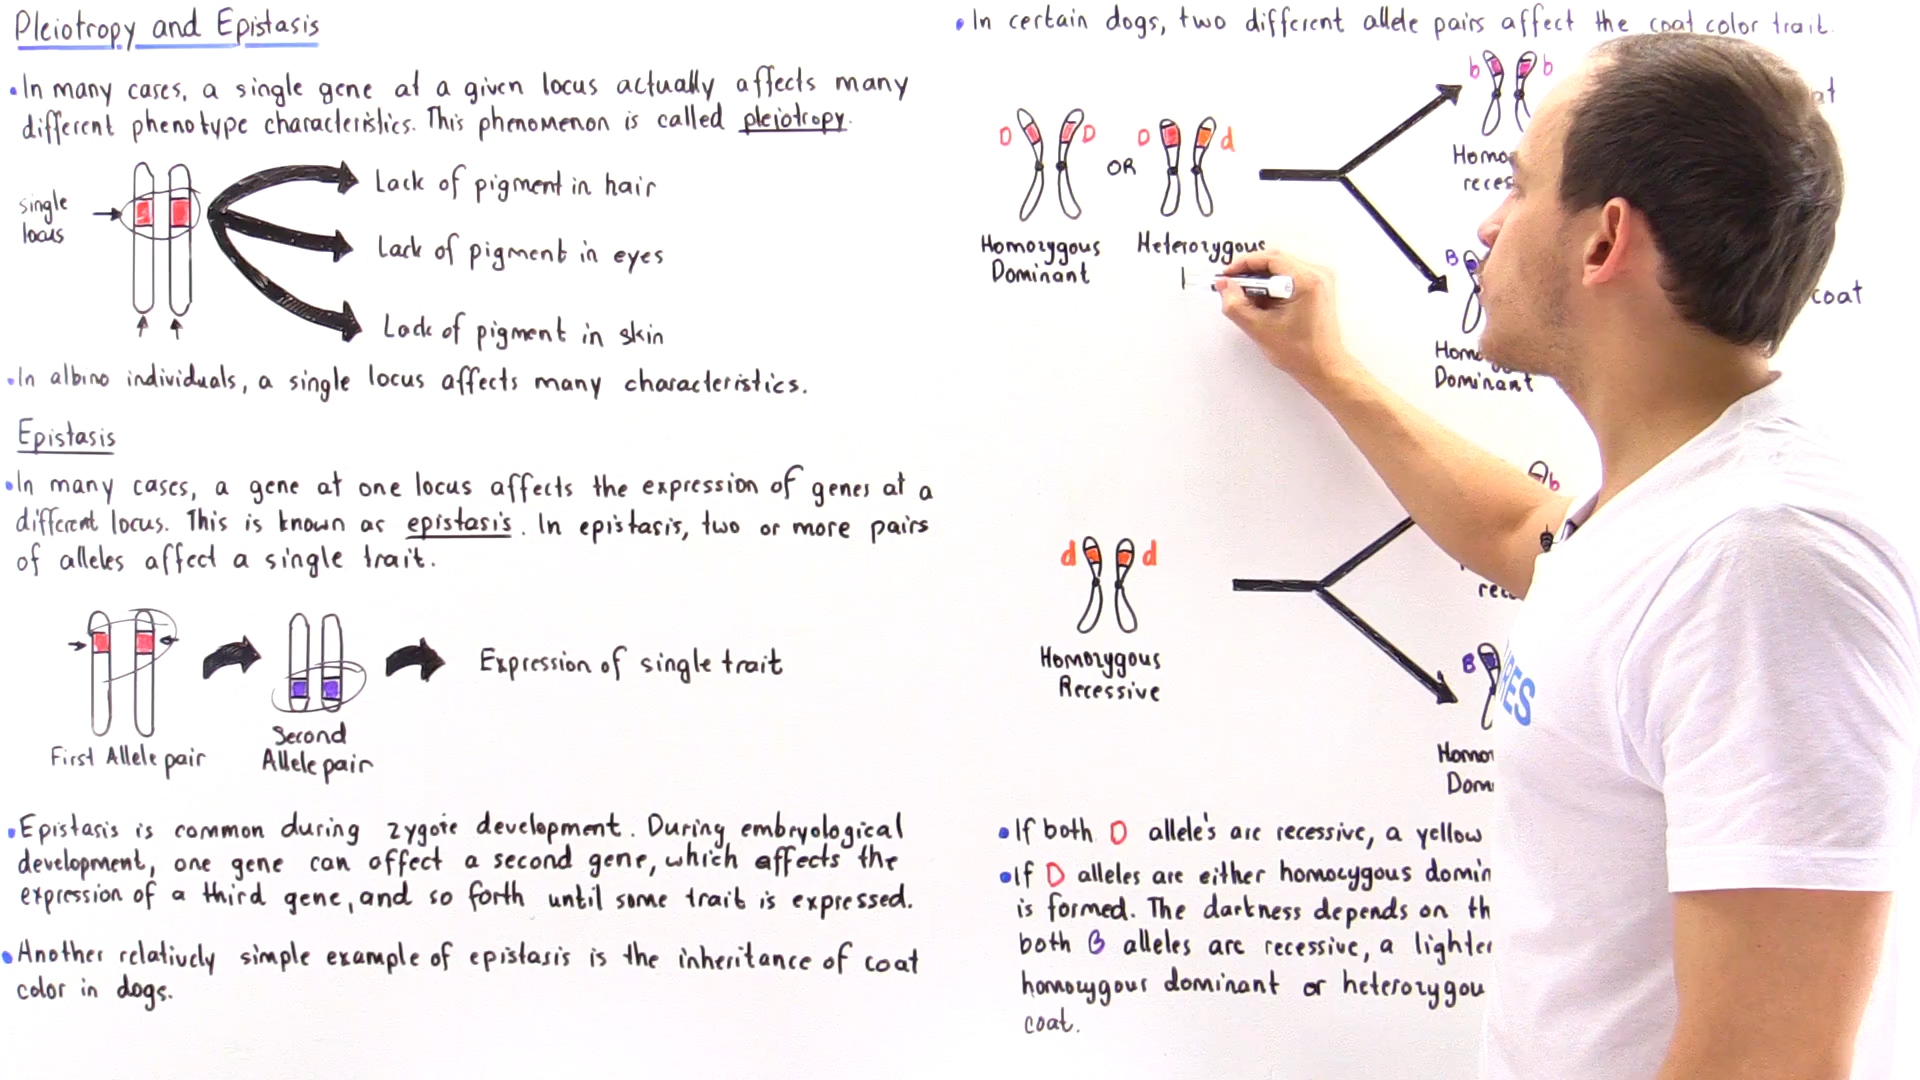 Pleiotropy and Epistasis
• In many cases, a single gene at a given locus actually affects many
different phenotype characteristics. This phenomenon is called pleiotropy.
single
locus
Lack of pigment in hair
Lack of pigment in eyes
Lack of pigment in skin
• In albino individuals, a single locus affects many characteristics.
Epistasis
• In many cases, a gene at one locus affects the expression of genes at a
different locus. This is known as epistasis. In epistasis, two or more pairs
of alleles affect a single trait.
First Allele pair
Second
Allele pair
Expression of single trait
• Epistasis is common during zygote development. During embryological
development, one gene can affect a second gene, which affects the
expression of a third gene, and so forth until some trait is expressed.
• Another relatively simple example of epistasis is the inheritance of coat
color in dogs.
• In certain dogs, two different allele pairs affect the coat color trait.
D D OR D d
Homozygous
Dominant
Heterozygous
b b
B
Dominant
coat
d d
Homozygous
Recessive
b
B
• If both D allele's are recessive, a yellow
• If D alleles are either homozygous domin
is formed. The darkness depends on th
both B alleles are recessive, a lighter
homozygous dominant or heterozygou
coat.